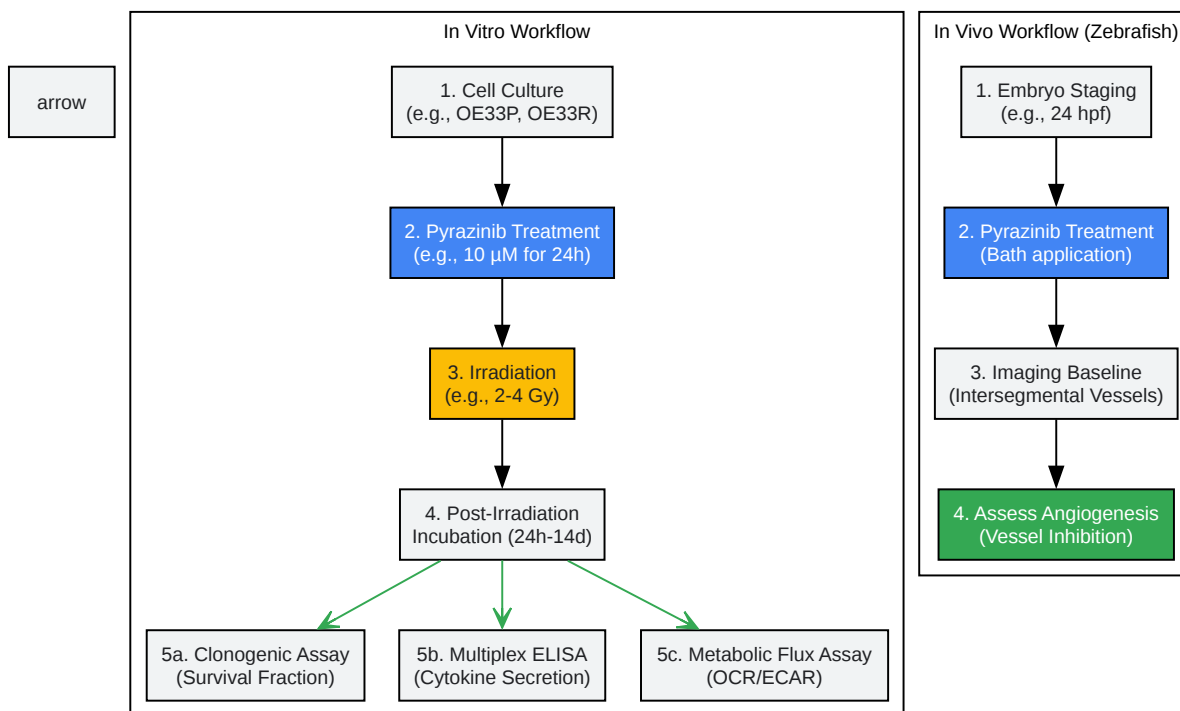 arrow
In Vitro Workflow
1. Cell Culture
(e.g., OE33P, OE33R)
2. Pyrazinib Treatment
(e.g., 10 µM for 24h)
3. Irradiation
(e.g., 2-4 Gy)
4. Post-Irradiation
Incubation (24h-14d)
5a. Clonogenic Assay
(Survival Fraction)
5b. Multiplex ELISA
(Cytokine Secretion)
5c. Metabolic Flux Assay
(OCR/ECAR)
In Vivo Workflow (Zebrafish)
1. Embryo Staging
(e.g., 24 hpf)
2. Pyrazinib Treatment
(Bath application)
3. Imaging Baseline
(Intersegmental Vessels)
4. Assess Angiogenesis
(Vessel Inhibition)